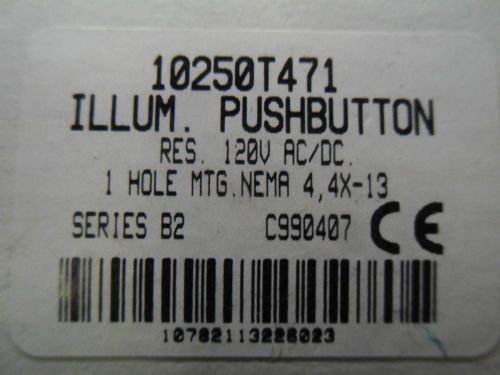 10250T471
ILLUM. PUSHBUTTON
RES. 120V AC/DC.
1 HOLE MTG.NEMA 4,4X-13
SERIES B2 C990407 CE
10782113226023